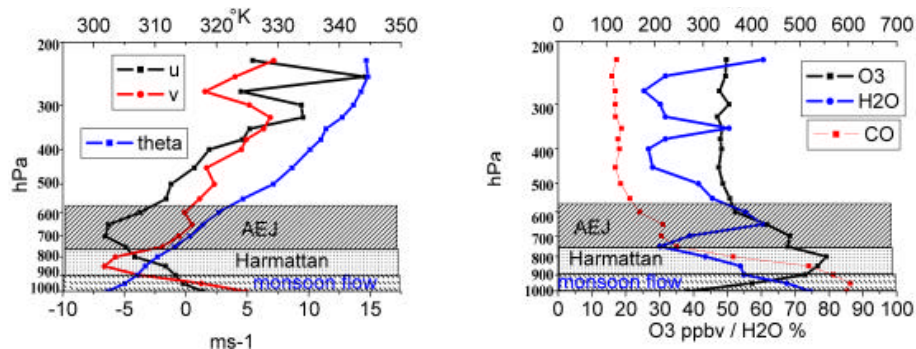 °K
300 310 320 330 340 350
200
300
400
500
600
700
800
900
1000
hPa
u
v
theta
AEJ
Harmattan
monsoon flow
-10 -5 0 5 10 15
ms-1
0 100 200 300 400 500 600 700
200
300
400
500
600
700
800
900
1000
hPa
O3
H2O
CO
AEJ
Harmattan
monsoon flow
0 10 20 30 40 50 60 70 80 90 100
O3 ppbv / H2O %